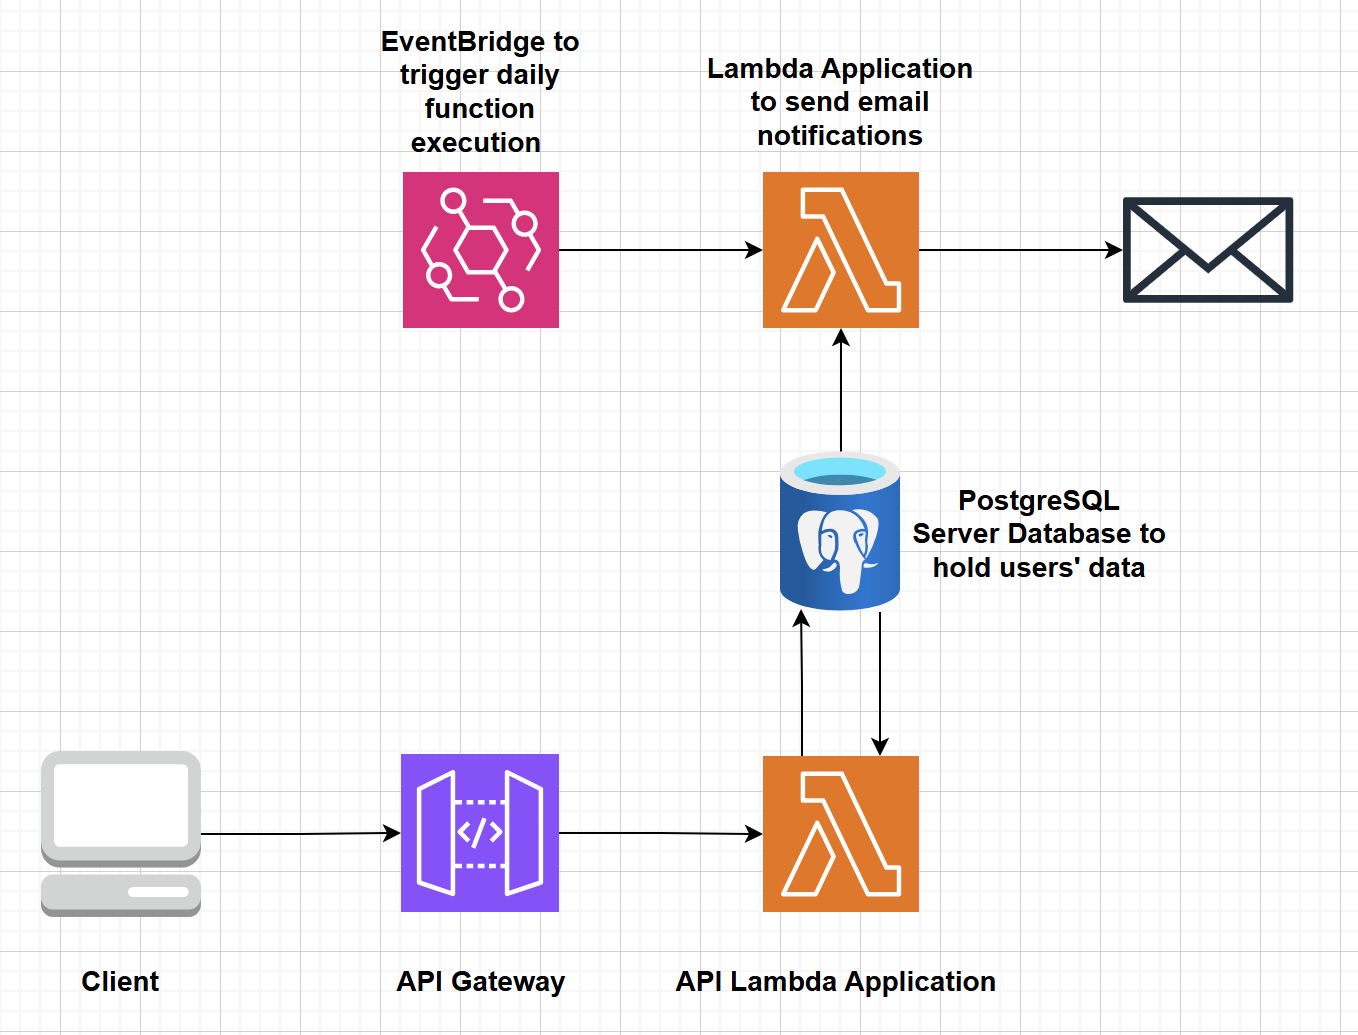 EventBridge to
trigger daily
function
execution
Lambda Application
to send email
notifications
PostgreSQL
Server Database to
hold users' data
</>
Client
API Gateway
API Lambda Application